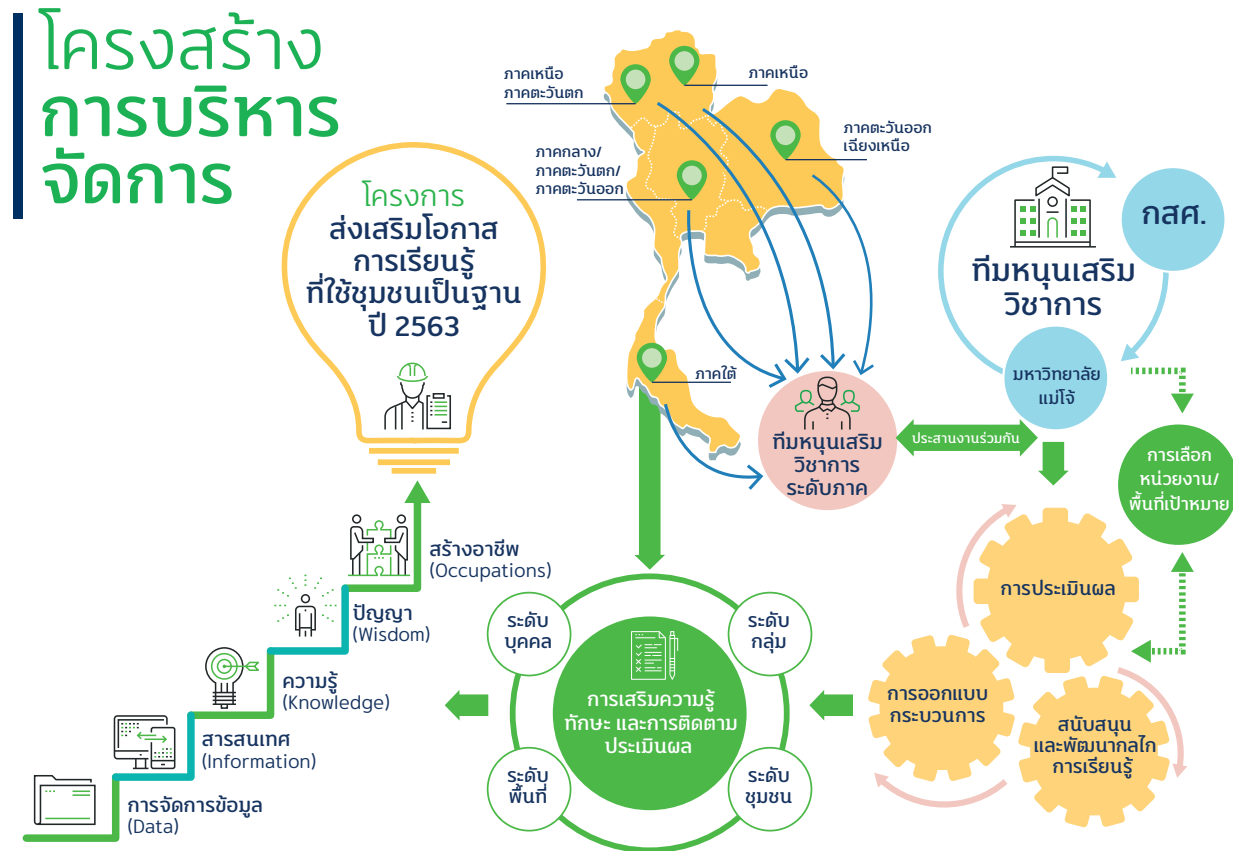 โครงสร้าง
การบริหาร
จัดการ
โครงการ
ส่งเสริมโอกาส
การเรียนรู้
ที่ใช้ชุมชนเป็นฐาน
ปี 2563
ภาคเหนือ
ภาคตะวันตก
ภาคเหนือ
ภาคตะวันออก
เฉียงเหนือ
ภาคกลาง/
ภาคตะวันตก/
ภาคตะวันออก
ภาคใต้
ทีมหนุนเสริม
วิชาการ
ระดับภาค
ประสานงานร่วมกัน
กสศ.
ทีมหนุนเสริม
วิชาการ
มหาวิทยาลัย
แม่โจ้
การเลือก
หน่วยงาน/
พื้นที่เป้าหมาย
การประเมินผล
การออกแบบ
กระบวนการ
สนับสนุน
และพัฒนากลไก
การเรียนรู้
ระดับ
บุคคล
ระดับ
กลุ่ม
การเสริมความรู้
ทักษะ และการติดตาม
ประเมินผล
ระดับ
พื้นที่
ระดับ
ชุมชน
สร้างอาชีพ
(Occupations)
ปัญญา
(Wisdom)
ความรู้
(Knowledge)
สารสนเทศ
(Information)
การจัดการข้อมูล
(Data)